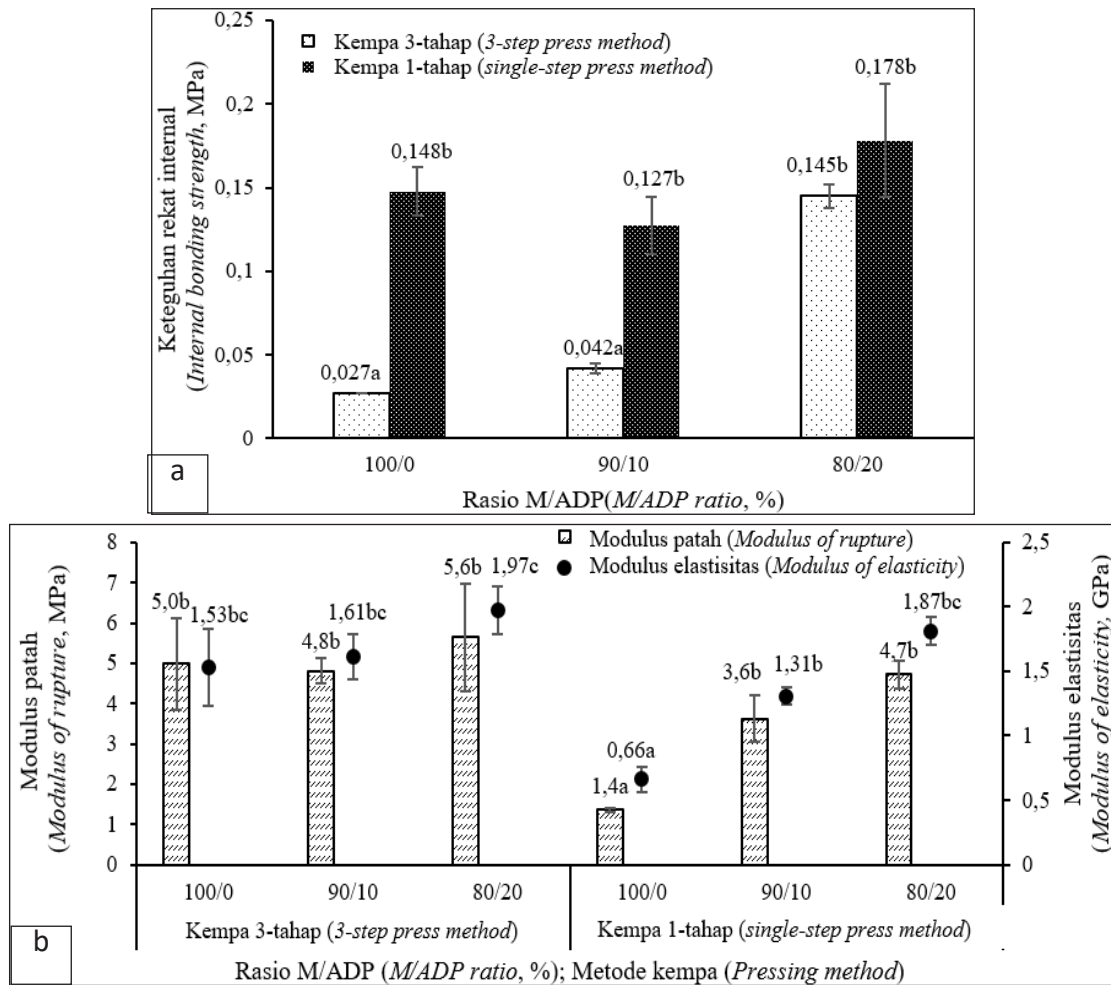 0,25
0,2
0,15
0,1
0,05
0
Keteguhan rekat internal
(Internal bonding strength, MPa)
Kempa 3-tahap (3-step press method)
Kempa 1-tahap (single-step press method)
0,027a
0,148b
0,042a
0,127b
0,145b
0,178b
100/0 90/10 80/20
Rasio M/ADP(M/ADP ratio, %)
a
8
7
6
5
4
3
2
1
0
Modulus patah
(Modulus of rupture, MPa)
Modulus patah (Modulus of rupture)
Modulus elastisitas (Modulus of elasticity)
5,0b 1,53bc
4,8b 1,61bc
5,6b 1,97c
1,4a 0,66a
3,6b 1,31b
4,7b 1,87bc
2,5
2
1,5
1
0,5
0
Modulus elastisitas
(Modulus of elasticity, GPa)
100/0 90/10 80/20 100/0 90/10 80/20
Kempa 3-tahap (3-step press method) Kempa 1-tahap (single-step press method)
Rasio M/ADP (M/ADP ratio, %); Metode kempa (Pressing method)
b